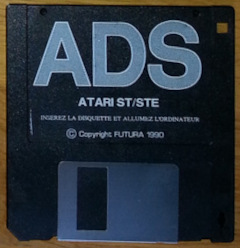 ADS
ATARI ST/STE
INSEREZ LA DISQUETTE ET ALLUMEZ L'ORDINATEUR
© Copyright FUTURA 1990